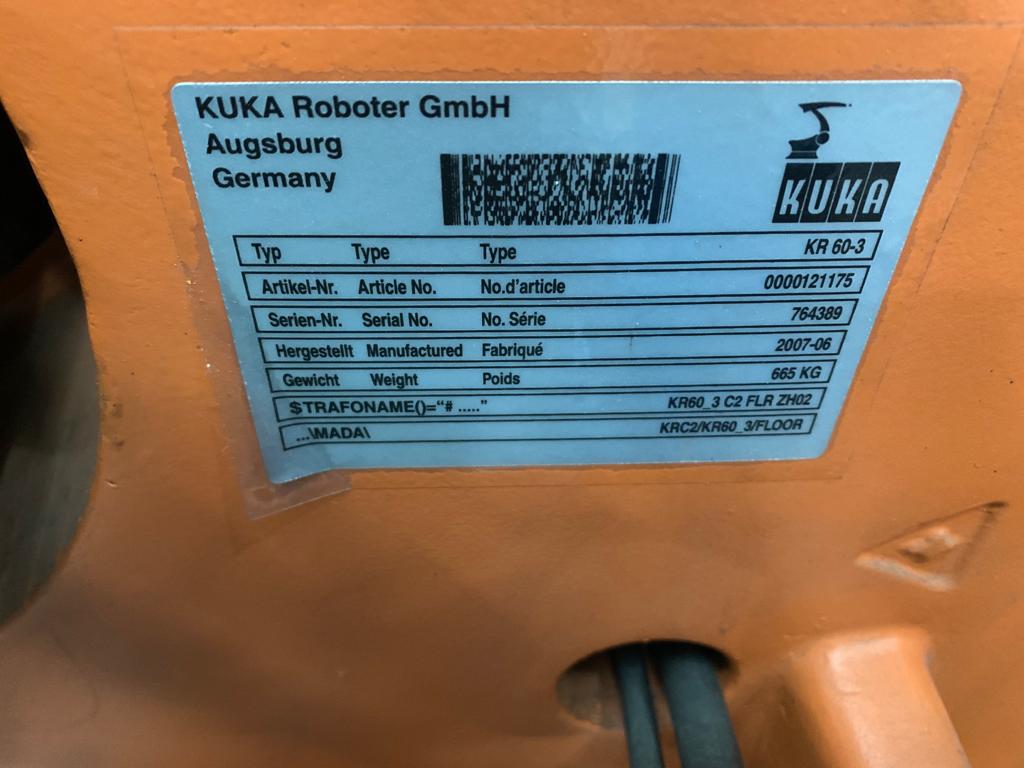 KUKA Roboter GmbH
Augsburg
Germany
KUKA
Typ Type Type KR 60-3
Artikel-Nr. Article No. No.d'article 0000121175
Serien-Nr. Serial No. No. Série 764389
Hergestellt Manufactured Fabriqué 2007-06
Gewicht Weight Poids 665 KG
$TRAFONAME()="# ....." KR60_3 C2 FLR ZH02
...\MADA\ KRC2/KR60_3/FLOOR